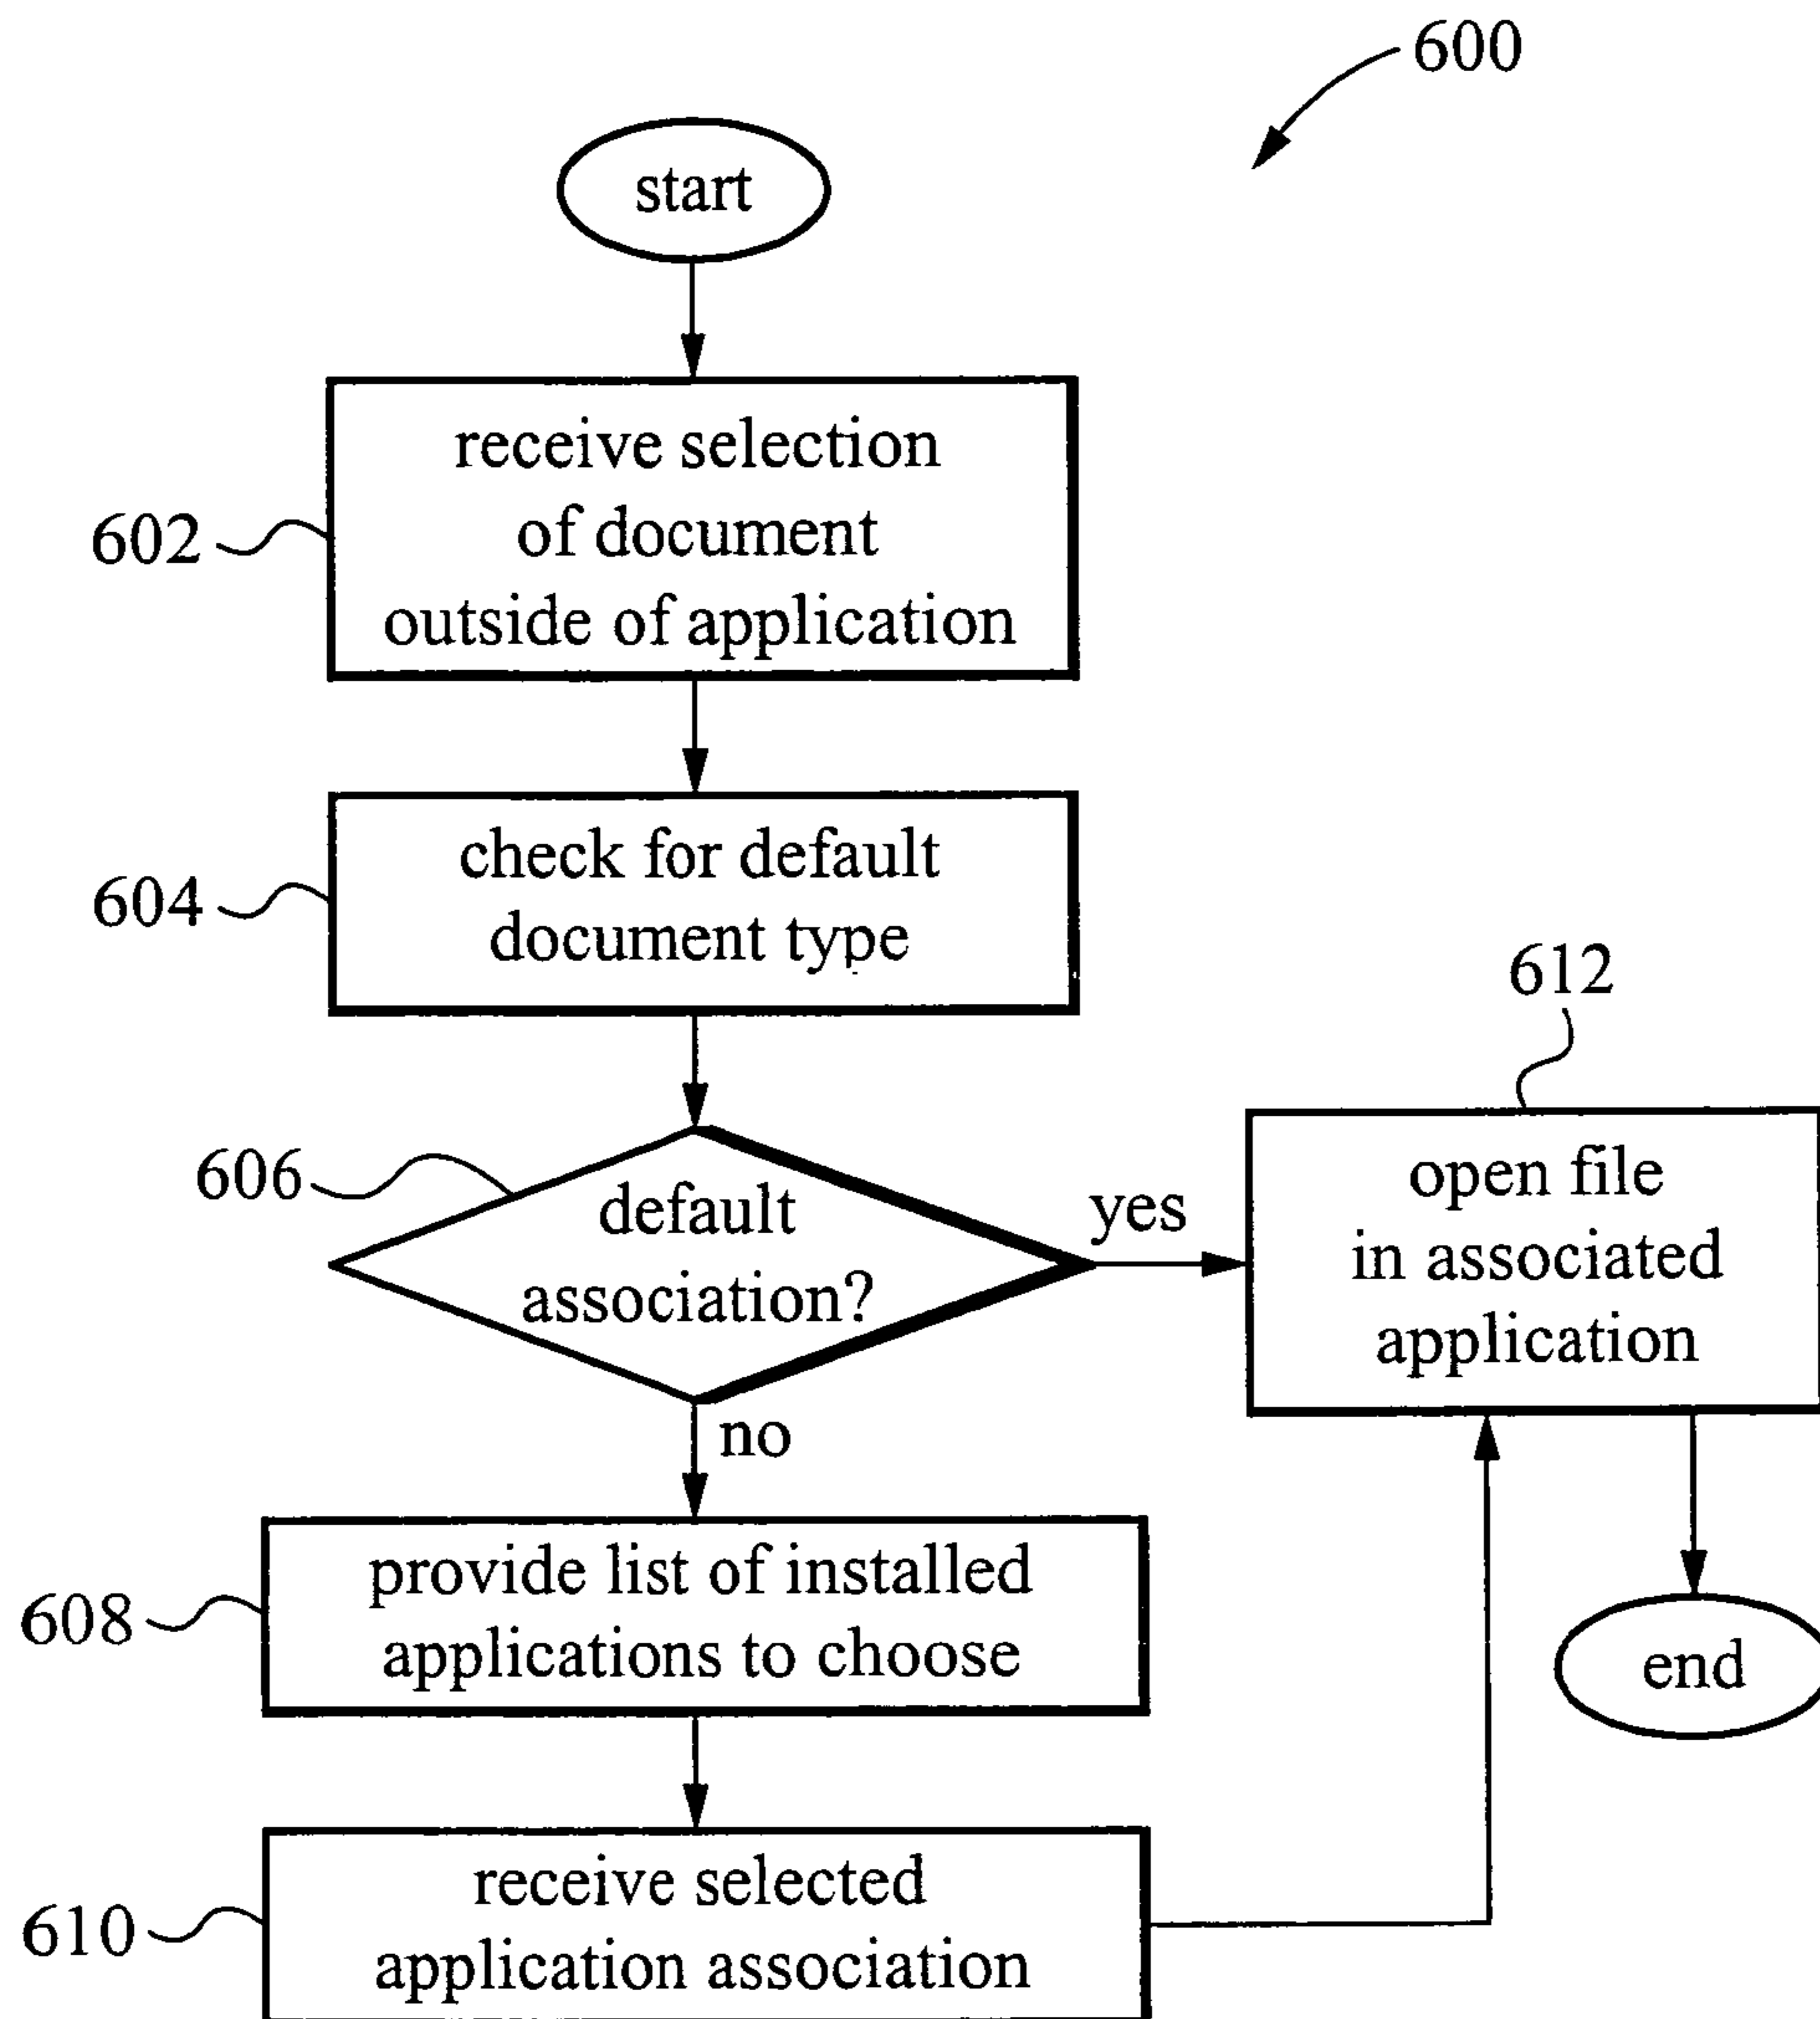 600
start
602
receive selection
of document
outside of application
604
check for default
document type
606
default
association?
yes
612
open file
in associated
application
no
608
provide list of installed
applications to choose
end
610
receive selected
application association